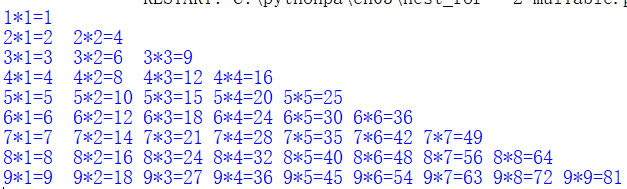 RESTART: C:\pythonpa\ch05\nest_for
1*1=1
2*1=2 2*2=4
3*1=3 3*2=6 3*3=9
4*1=4 4*2=8 4*3=12 4*4=16
5*1=5 5*2=10 5*3=15 5*4=20 5*5=25
6*1=6 6*2=12 6*3=18 6*4=24 6*5=30 6*6=36
7*1=7 7*2=14 7*3=21 7*4=28 7*5=35 7*6=42 7*7=49
8*1=8 8*2=16 8*3=24 8*4=32 8*5=40 8*6=48 8*7=56 8*8=64
9*1=9 9*2=18 9*3=27 9*4=36 9*5=45 9*6=54 9*7=63 9*8=72 9*9=81